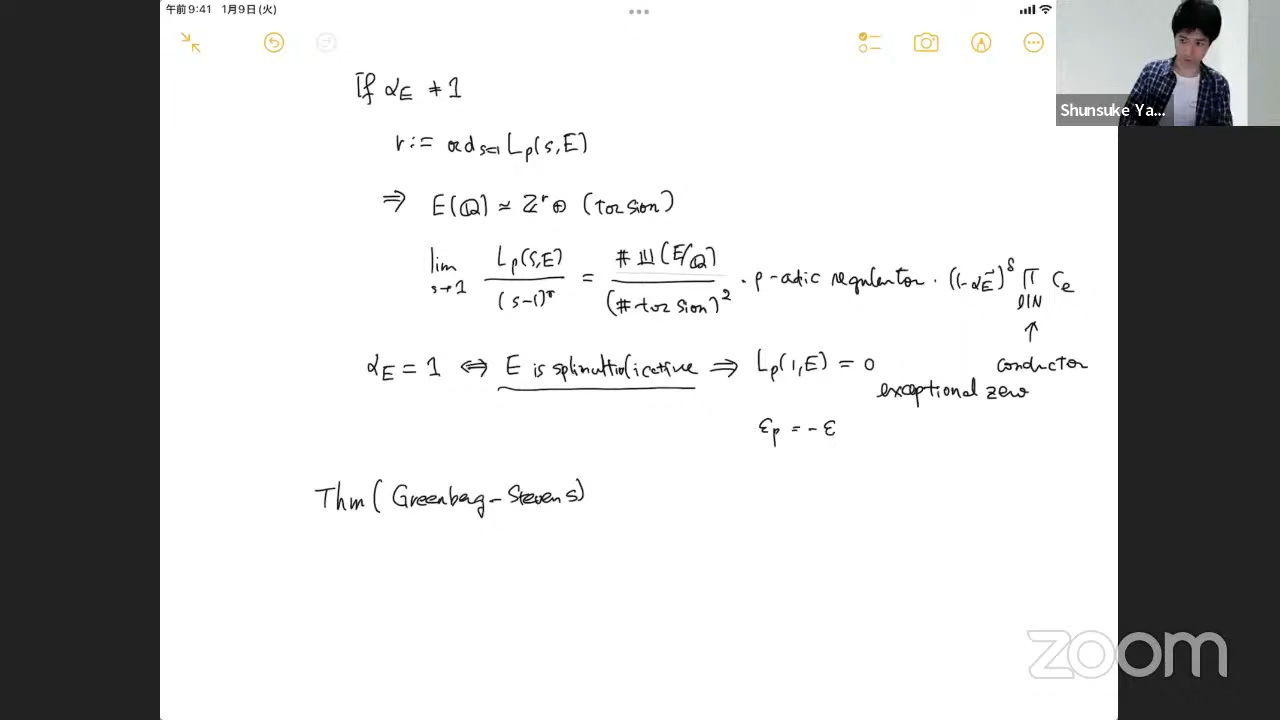 午前9:41 1月9日(火)
Shunsuke Ya...
If α_E ≠ 1
r := ord_{s=1} L_p(s,E)
⇒ E(ℚ) ≃ ℤ^r ⊕ (torsion)
lim_{s→1} L_p(s,E) / (s-1)^r = #Ш(E/ℚ) / (#torsion)^2 · p-adic regulator · (1-α_E^{-1})^δ ∏_{ℓ|N} C_ℓ
↑
conductor
α_E = 1 ⇔ E is splimultiplicative ⇒ L_p(1,E) = 0
exceptional zero
ε_p = -ε
Thm (Greenberg-Stevens)
zoom